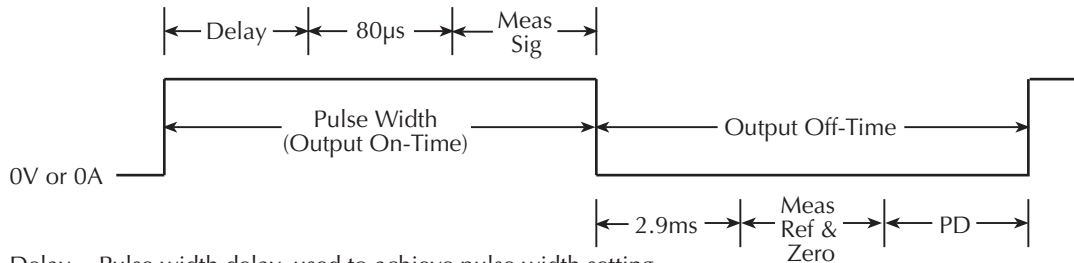 Delay
80µs
Meas
Sig
Pulse Width
(Output On-Time)
Output Off-Time
0V or 0A
2.9ms
Meas
Ref &
Zero
PD
Delay – Pulse width delay, used to achieve pulse width setting